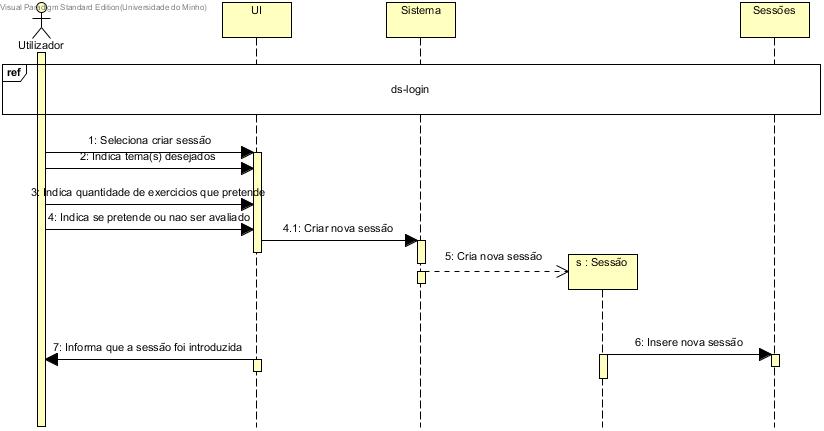 Visual Paradigm Standard Edition(Universidade do Minho)
UI
Sistema
Sessões
Utilizador
ref
ds-login
1: Seleciona criar sessão
2: Indica tema(s) desejados
3: Indica quantidade de exercicios que pretende
4: Indica se pretende ou nao ser avaliado
4.1: Criar nova sessão
5: Cria nova sessão
s : Sessão
6: Insere nova sessão
7: Informa que a sessão foi introduzida